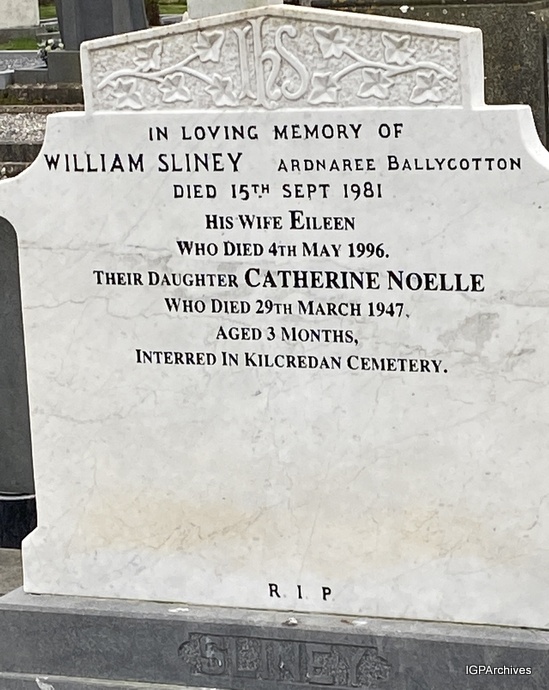 IHS
IN LOVING MEMORY OF
WILLIAM SLINEY ARDNAREE BALLYCOTTON
DIED 15TH SEPT 1981
HIS WIFE EILEEN
WHO DIED 4TH MAY 1996.
THEIR DAUGHTER CATHERINE NOELLE
WHO DIED 29TH MARCH 1947,
AGED 3 MONTHS,
INTERRED IN KILCREDAN CEMETERY.
R I P
SLINEY
IGPArchives